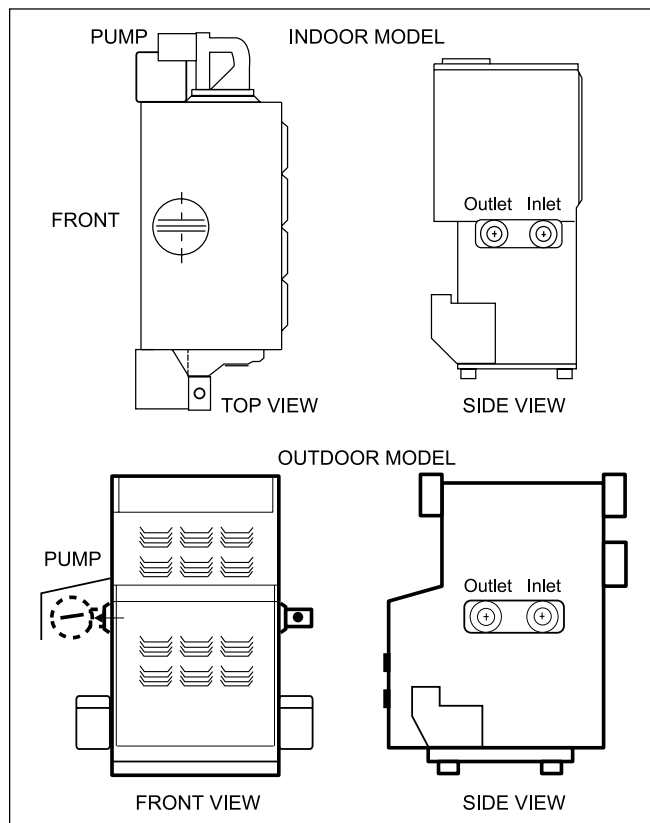 PUMP
INDOOR MODEL
FRONT
Outlet Inlet
TOP VIEW
SIDE VIEW
OUTDOOR MODEL
PUMP
Outlet Inlet
FRONT VIEW
SIDE VIEW